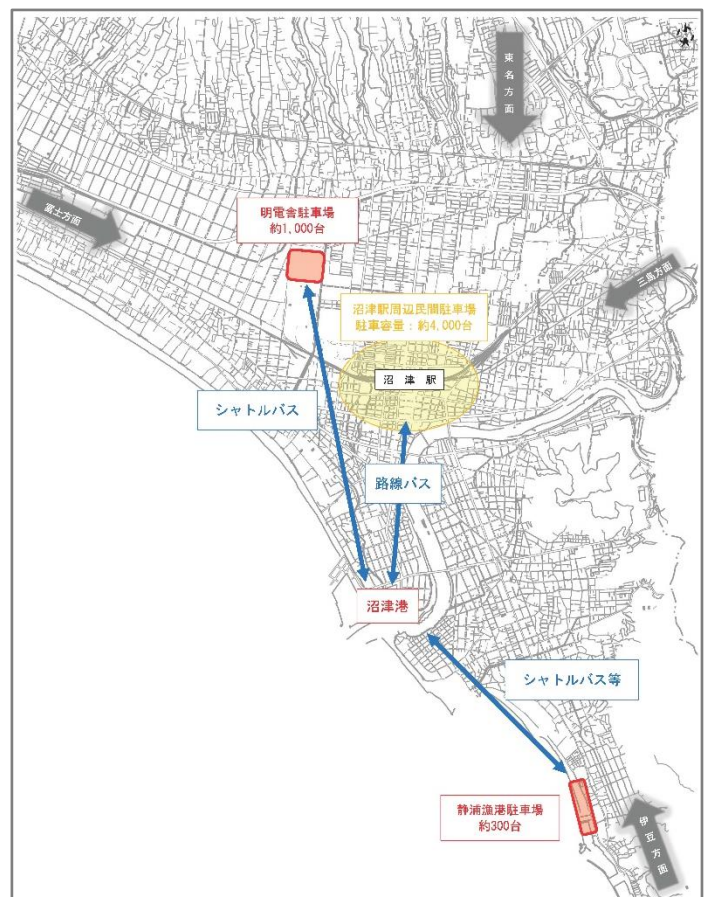 東名方面
富士方面
明電舎駐車場
約1,000台
三島方面
沼津駅周辺民間駐車場
駐車容量：約4,000台
沼 津 駅
シャトルバス
路線バス
沼津港
シャトルバス等
静浦漁港駐車場
約300台
伊豆方面